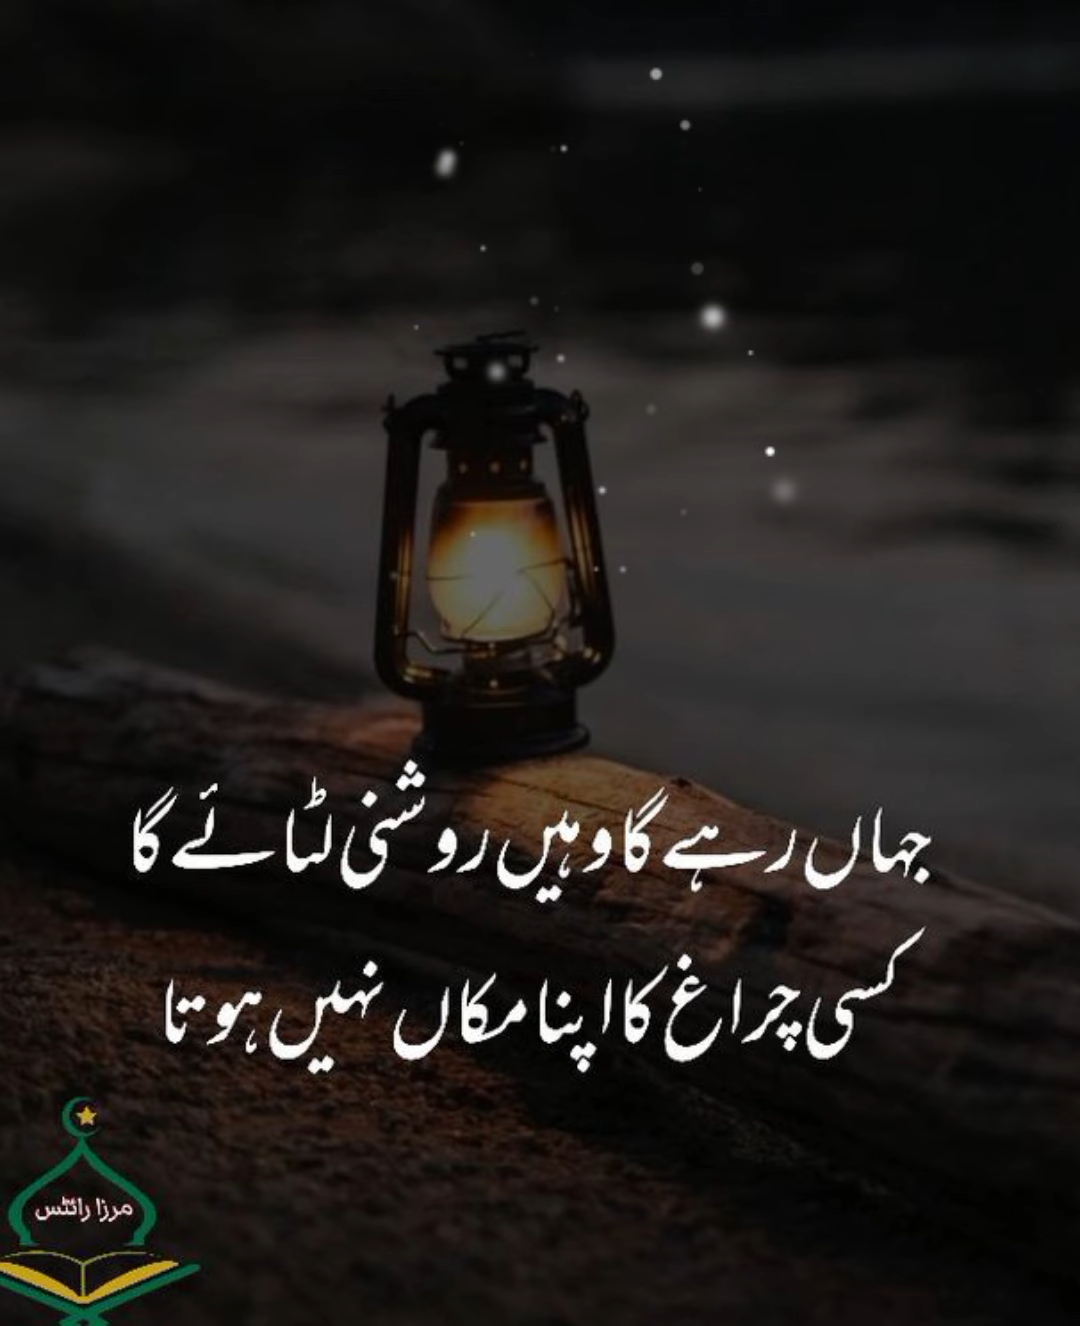 جہاں رہے گا وہیں روشنی لٹائے گا
کسی چراغ کا اپنا مکاں نہیں ہوتا
مرزا رائٹس